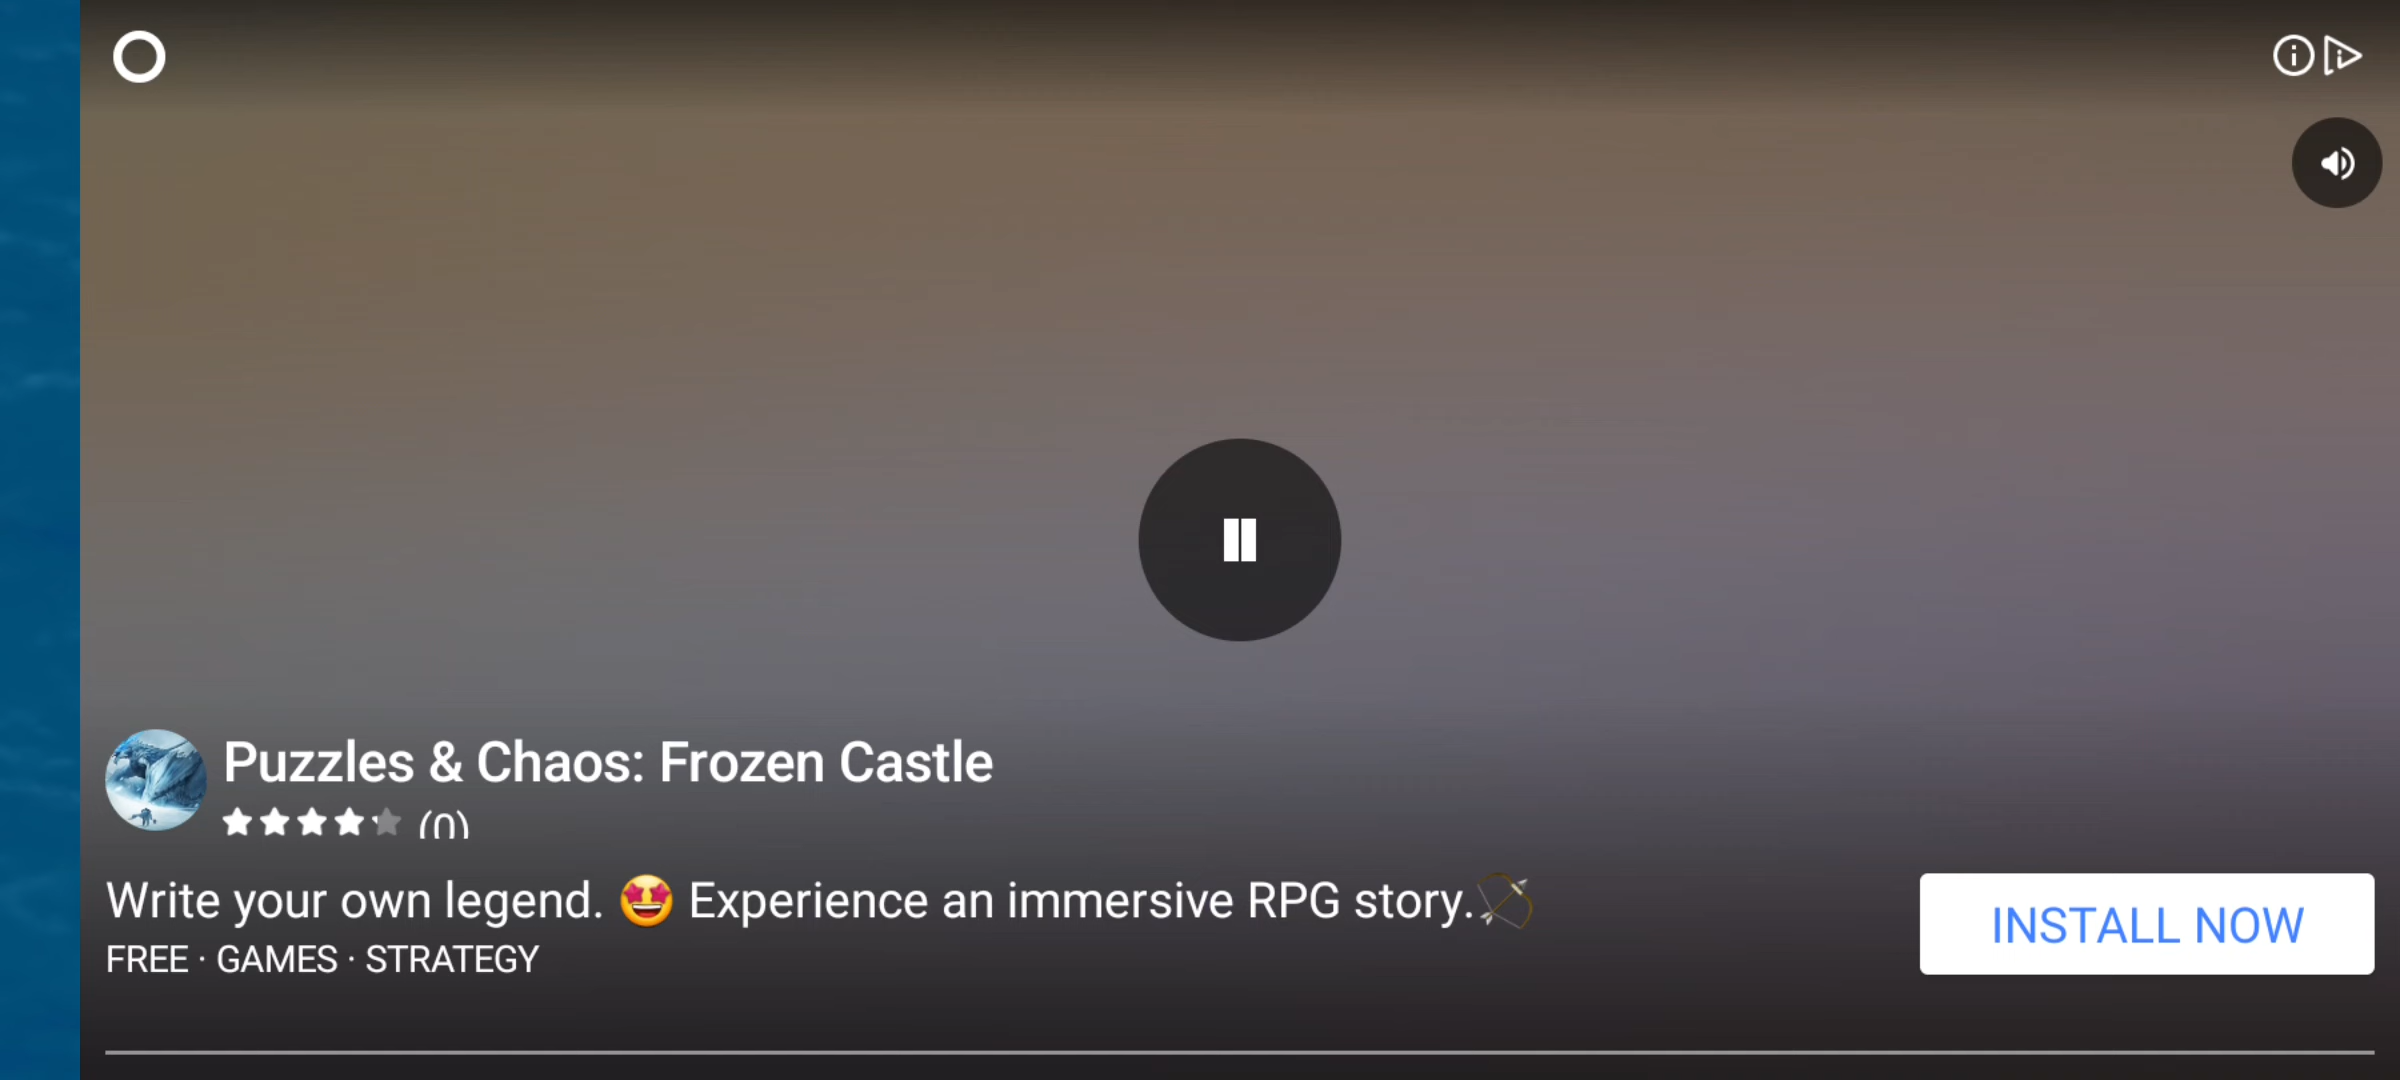 Puzzles & Chaos: Frozen Castle
(0)
Write your own legend. 🤩 Experience an immersive RPG story.🏹
FREE · GAMES · STRATEGY
INSTALL NOW